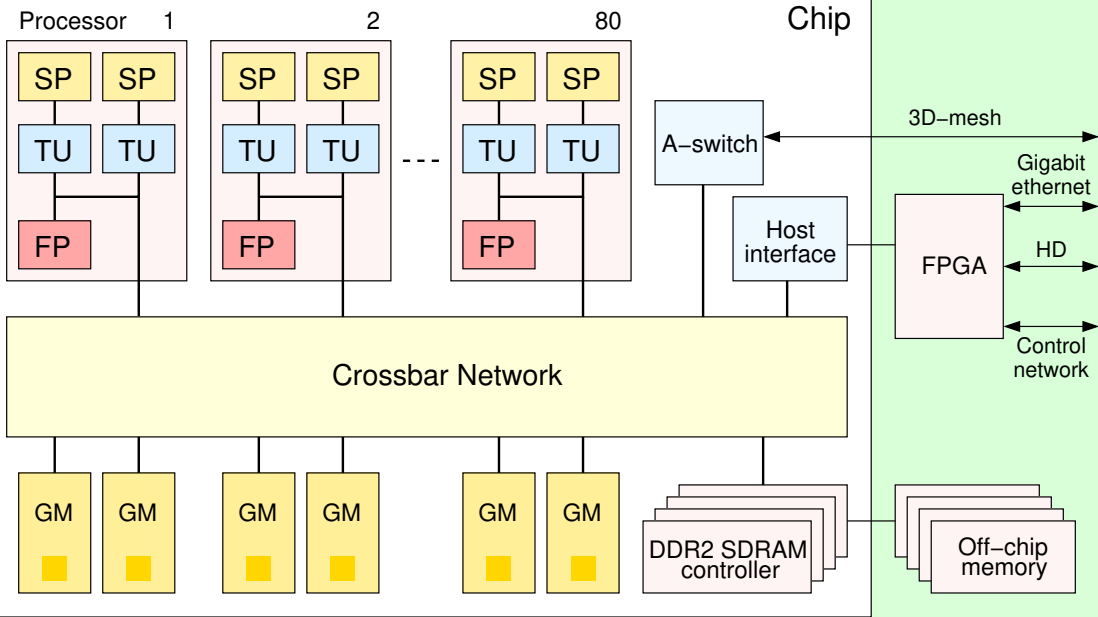 Processor 1 2 80 Chip
SP SP SP SP SP SP
TU TU TU TU TU TU
FP FP FP
A−switch
3D−mesh
Gigabit
ethernet
Host
interface
FPGA
HD
Control
network
Crossbar Network
GM GM GM GM GM GM
DDR2 SDRAM
controller
Off−chip
memory